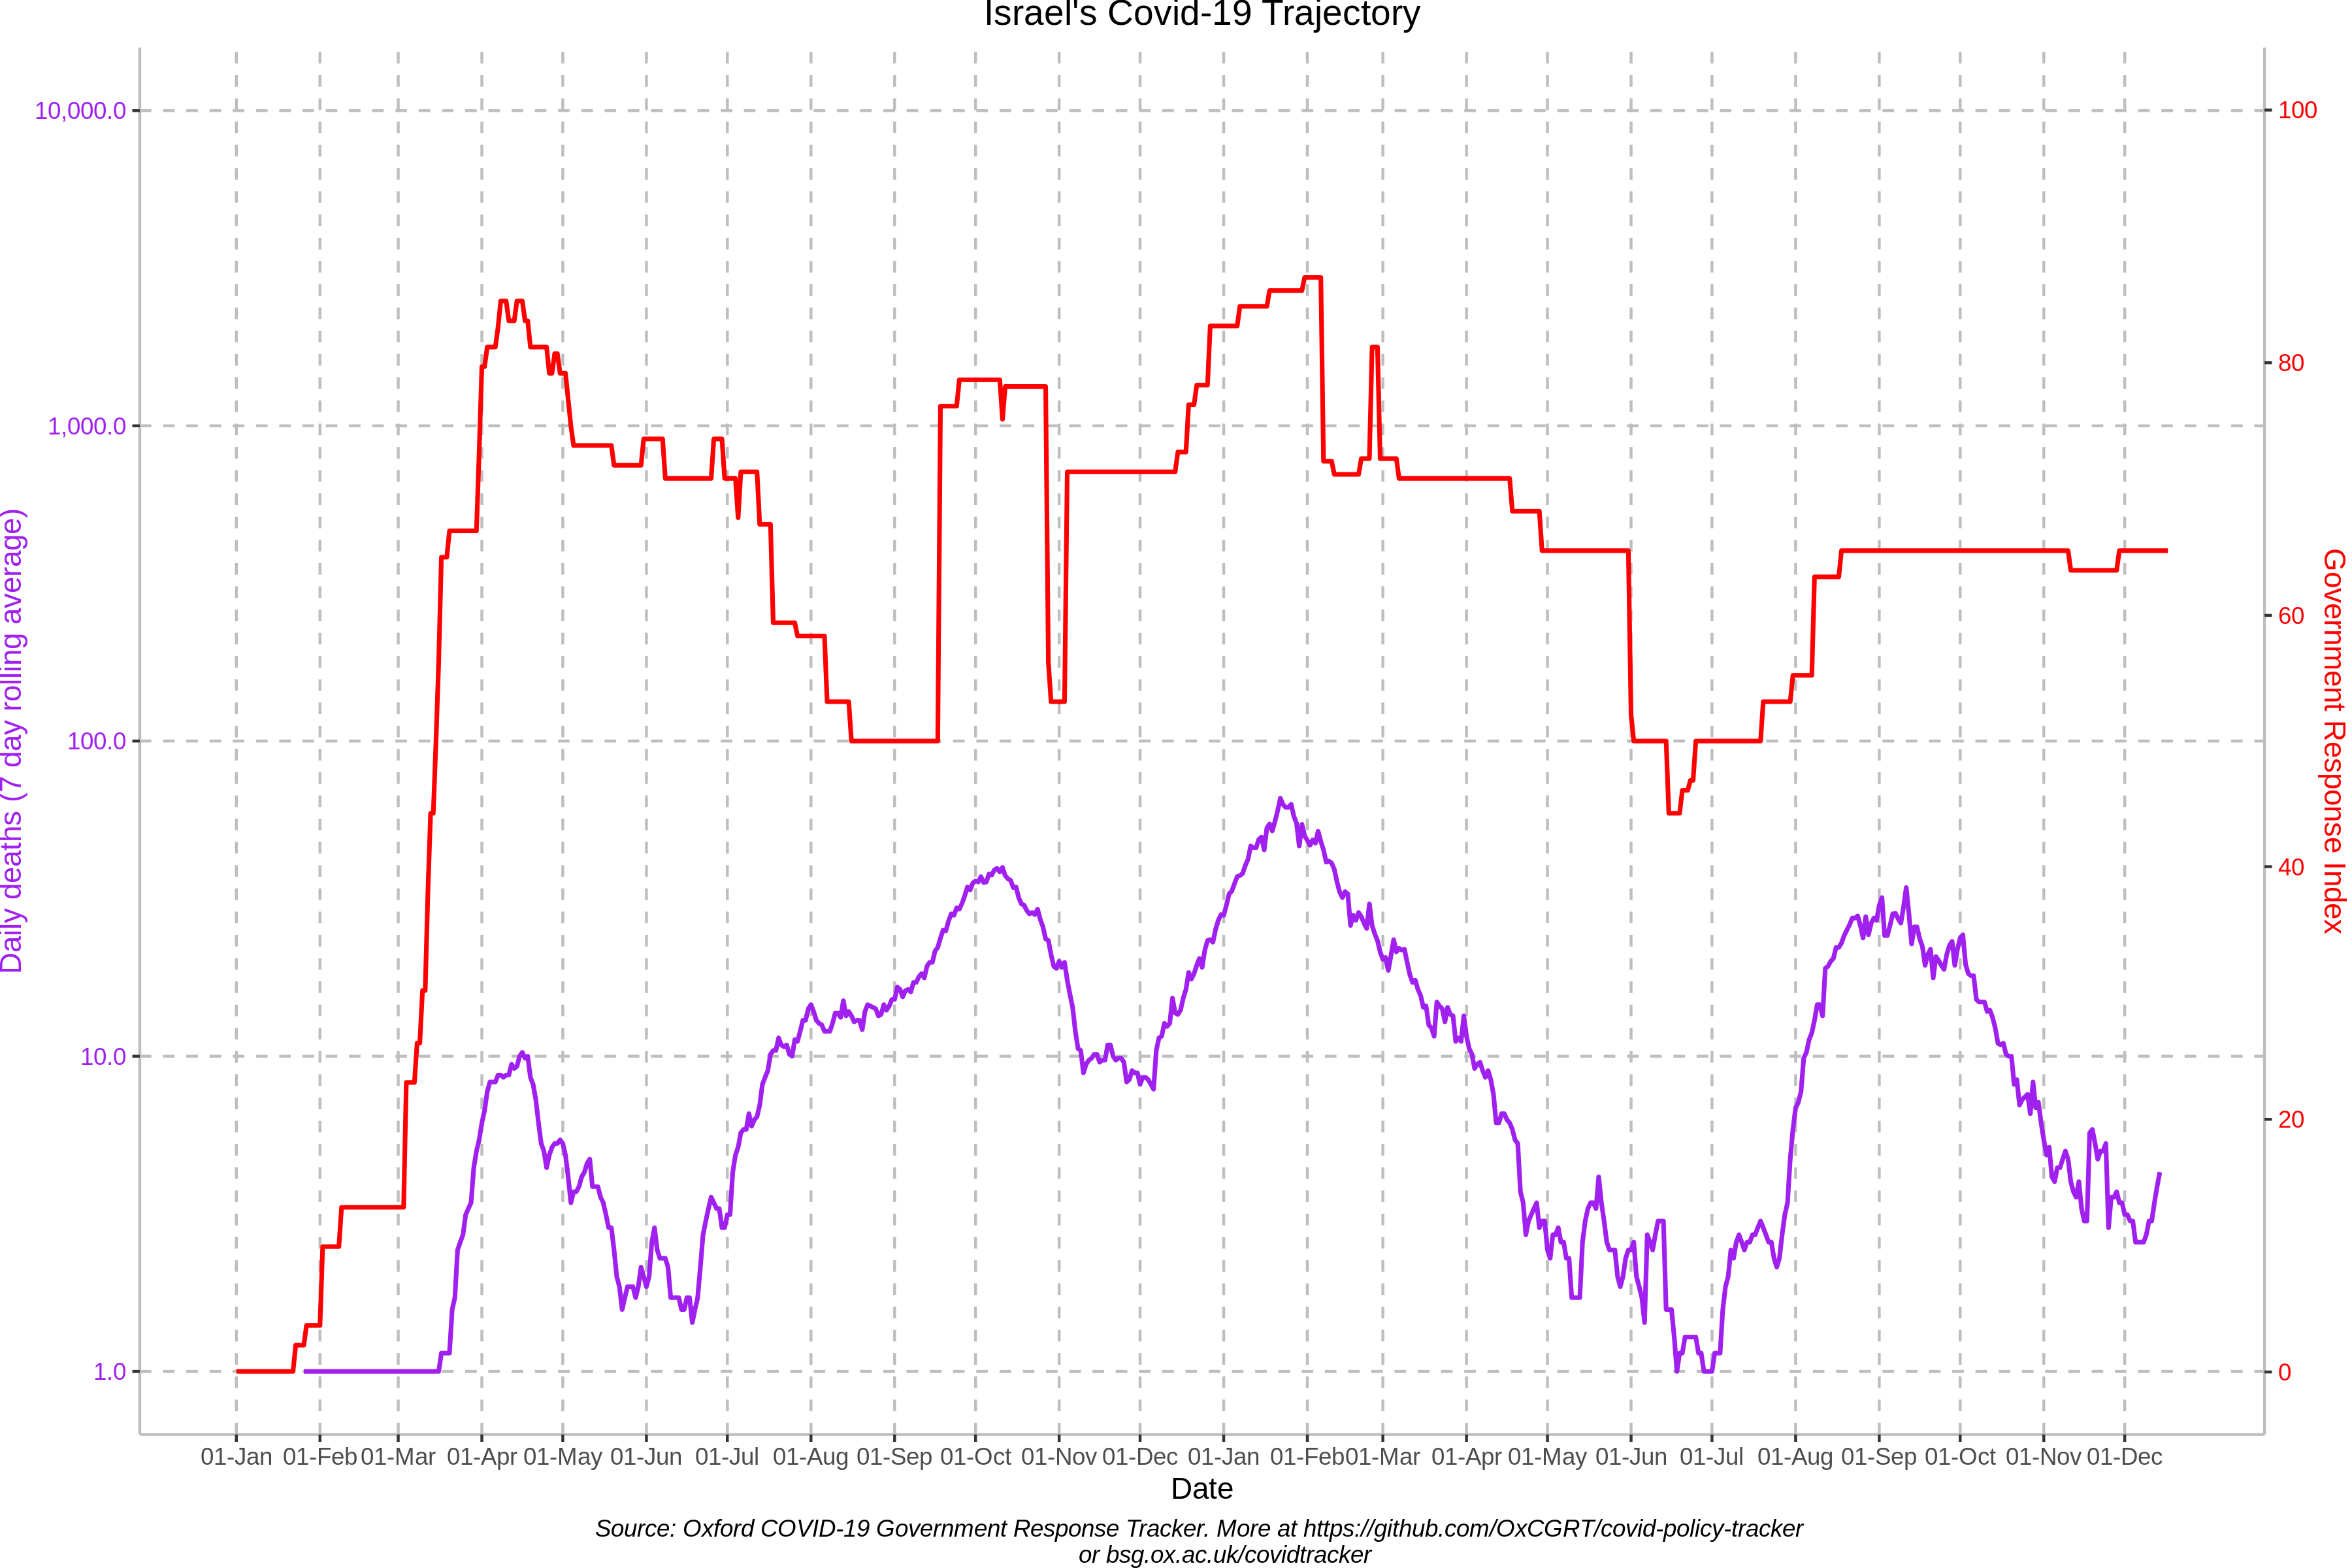 Israel's Covid-19 Trajectory
10,000.0
1,000.0
100.0
10.0
1.0
Daily deaths (7 day rolling average)
100
80
60
40
20
0
Government Response Index
01-Jan 01-Feb 01-Mar 01-Apr 01-May 01-Jun 01-Jul 01-Aug 01-Sep 01-Oct 01-Nov 01-Dec 01-Jan 01-Feb 01-Mar 01-Apr 01-May 01-Jun 01-Jul 01-Aug 01-Sep 01-Oct 01-Nov 01-Dec
Date
Source: Oxford COVID-19 Government Response Tracker. More at https://github.com/OxCGRT/covid-policy-tracker
or bsg.ox.ac.uk/covidtracker